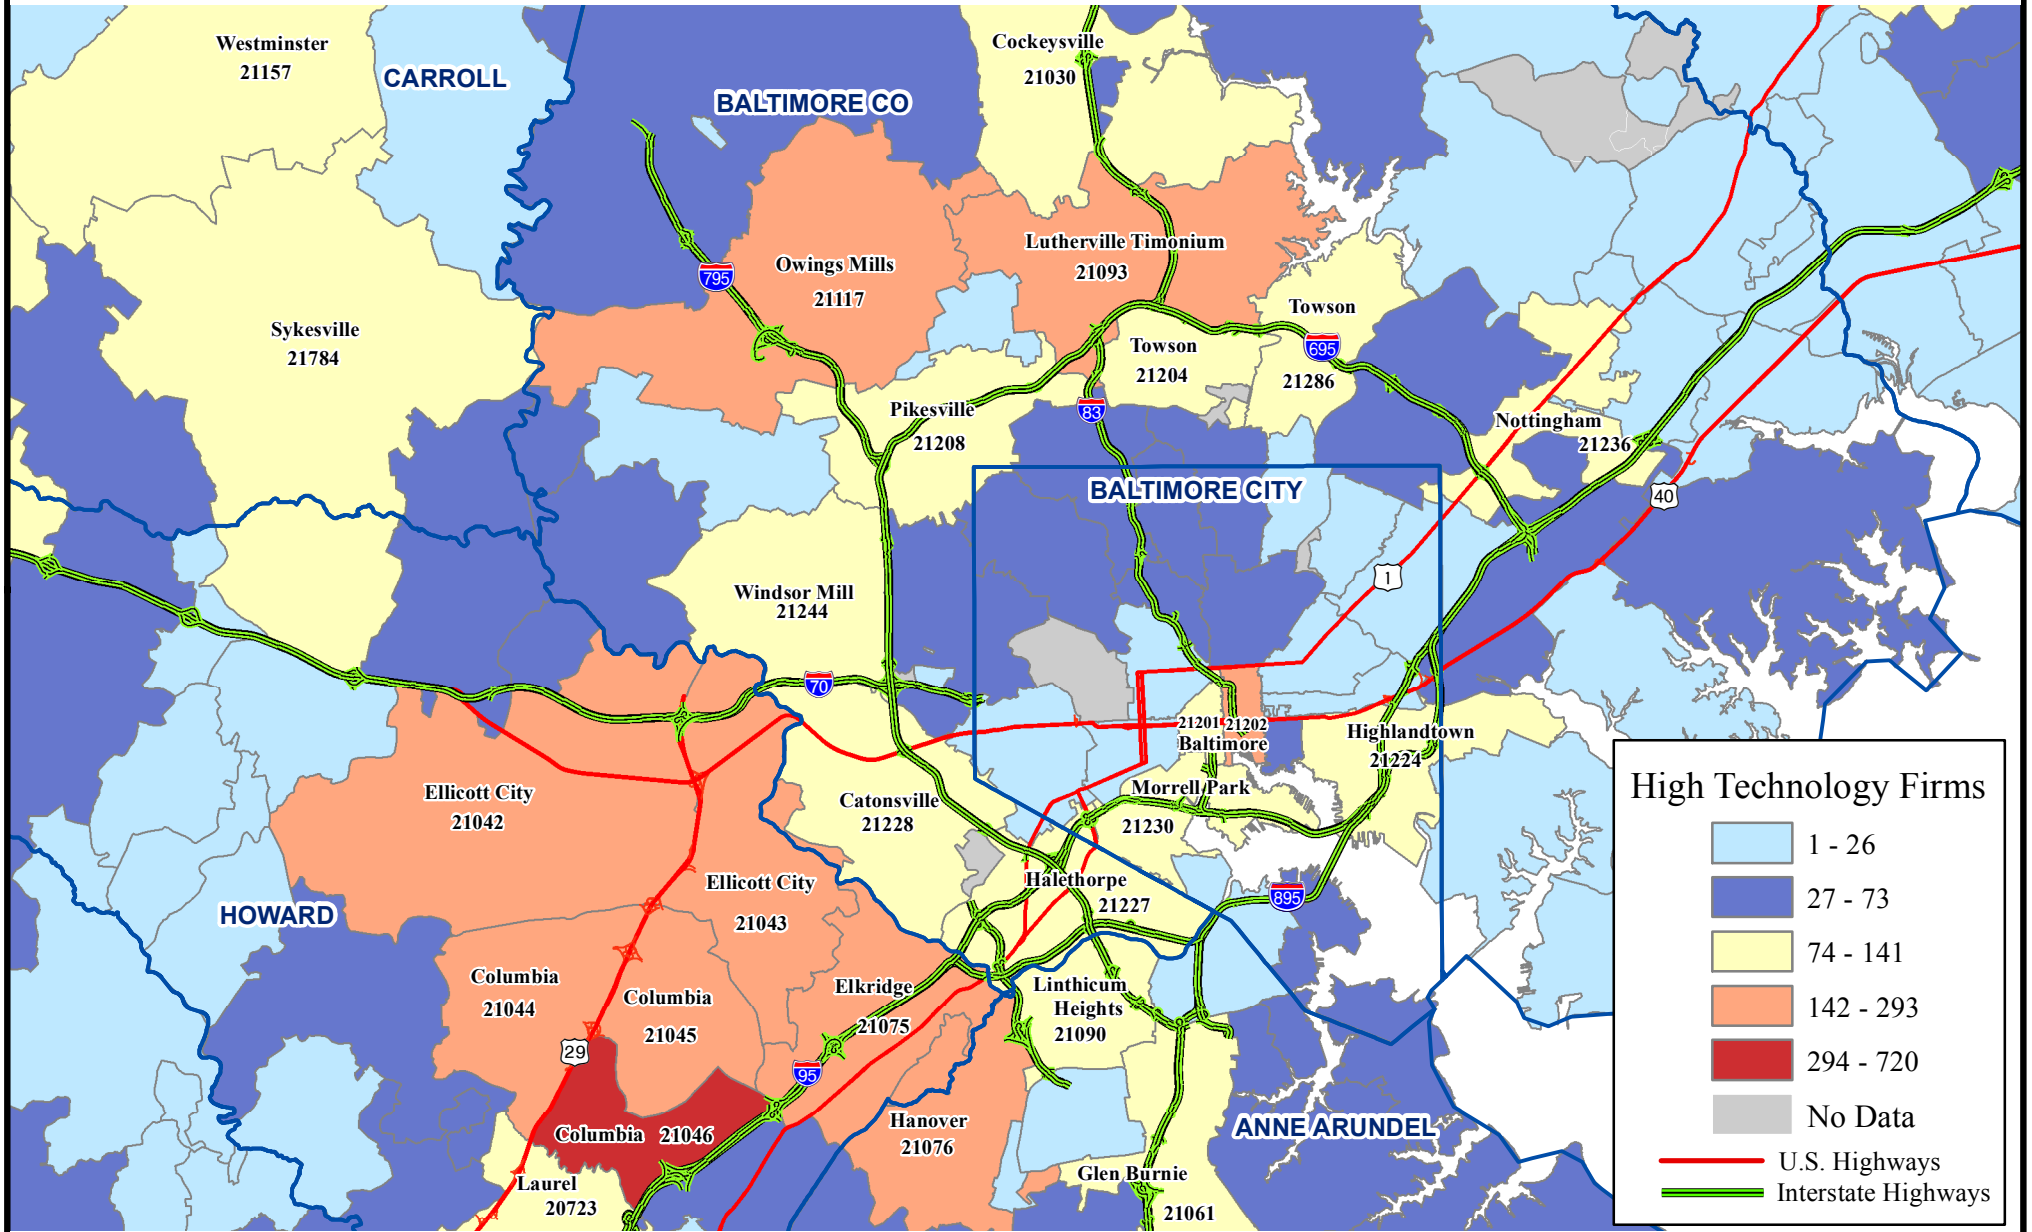 Westminster
21157
CARROLL
BALTIMORE CO
Cockeysville
21030
Lutherville Timonium
21093
Owings Mills
21117
795
Sykesville
21784
Towson
695
21286
Towson
21204
83
Pikesville
21208
Nottingham
21236
40
BALTIMORE CITY
1
Windsor Mill
21244
70
21201
21202
Baltimore
Highlandtown
21224
Morrell Park
21230
Catonsville
21228
Ellicott City
21042
Ellicott City
21043
Halethorpe
21227
895
HOWARD
Columbia
21044
Columbia
21045
Elkridge
21075
Linthicum
Heights
21090
29
95
Columbia 21046
Hanover
21076
ANNE ARUNDEL
Laurel
20723
Glen Burnie
21061
High Technology Firms
1 - 26
27 - 73
74 - 141
142 - 293
294 - 720
No Data
U.S. Highways
Interstate Highways